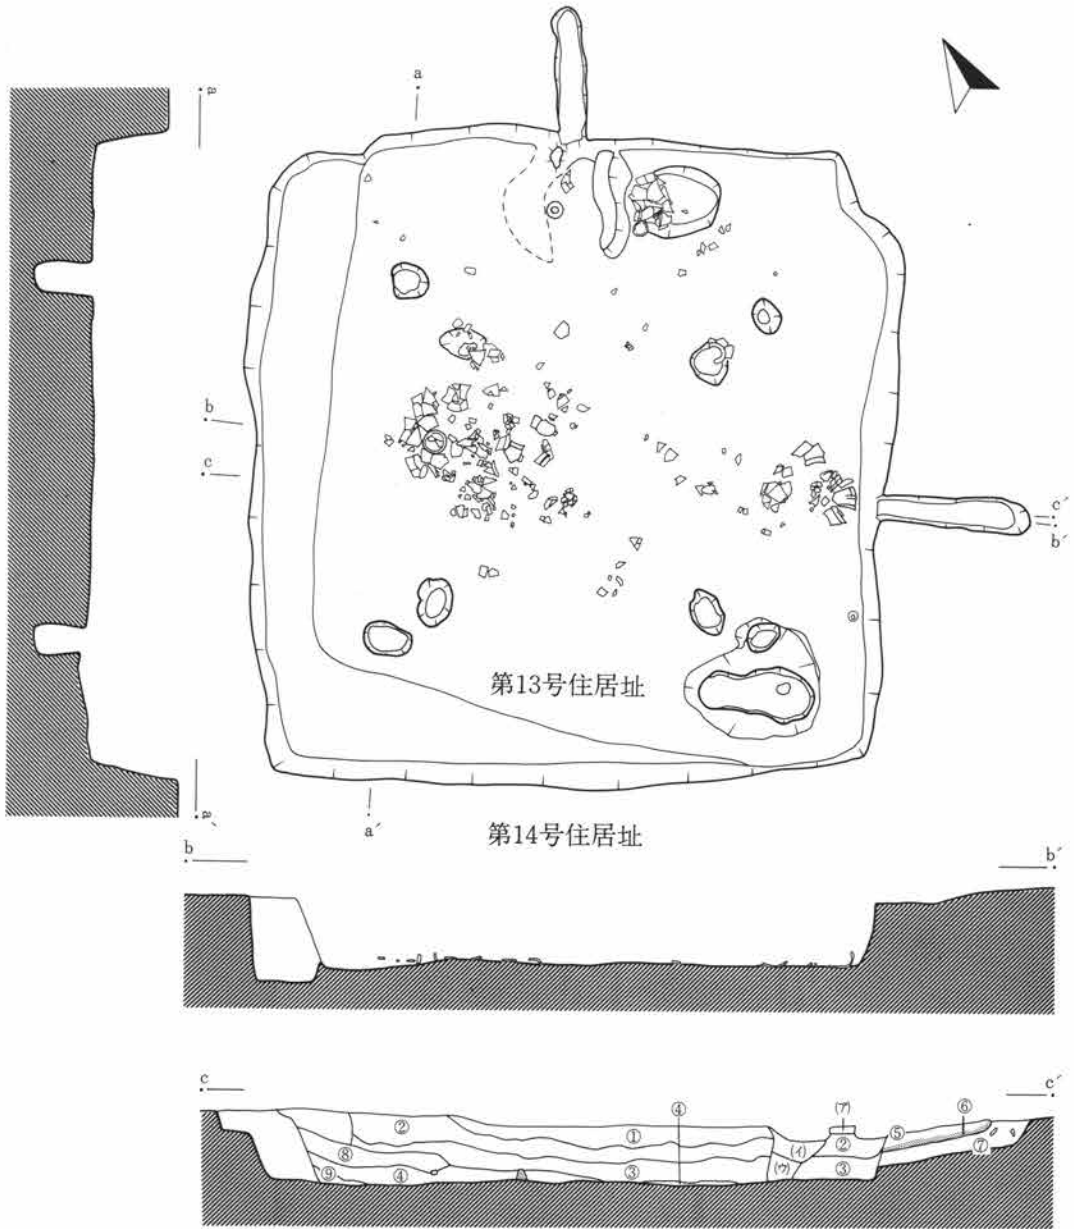 a
a
b
c
c´
b´
第13号住居址
a`
a´
第14号住居址
b
b´
c
c´
④
(ア)
⑥
②
①
⑤
②
(イ)
⑦
⑧
③
(ウ)
③
⑨
④